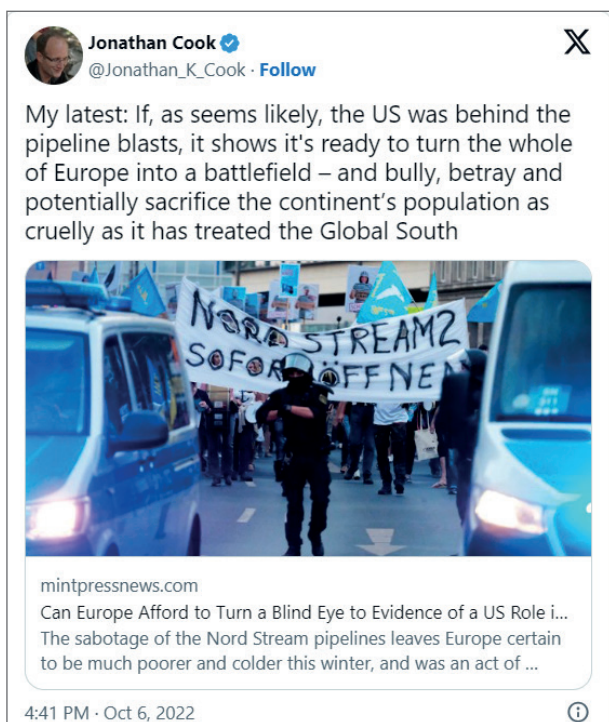 Jonathan Cook
@Jonathan_K_Cook · Follow
X
My latest: If, as seems likely, the US was behind the
pipeline blasts, it shows it's ready to turn the whole
of Europe into a battlefield – and bully, betray and
potentially sacrifice the continent’s population as
cruelly as it has treated the Global South
NORD STREAM2
SOFORT ÖFFNEN
mintpressnews.com
Can Europe Afford to Turn a Blind Eye to Evidence of a US Role i...
The sabotage of the Nord Stream pipelines leaves Europe certain
to be much poorer and colder this winter, and was an act of ...
4:41 PM · Oct 6, 2022